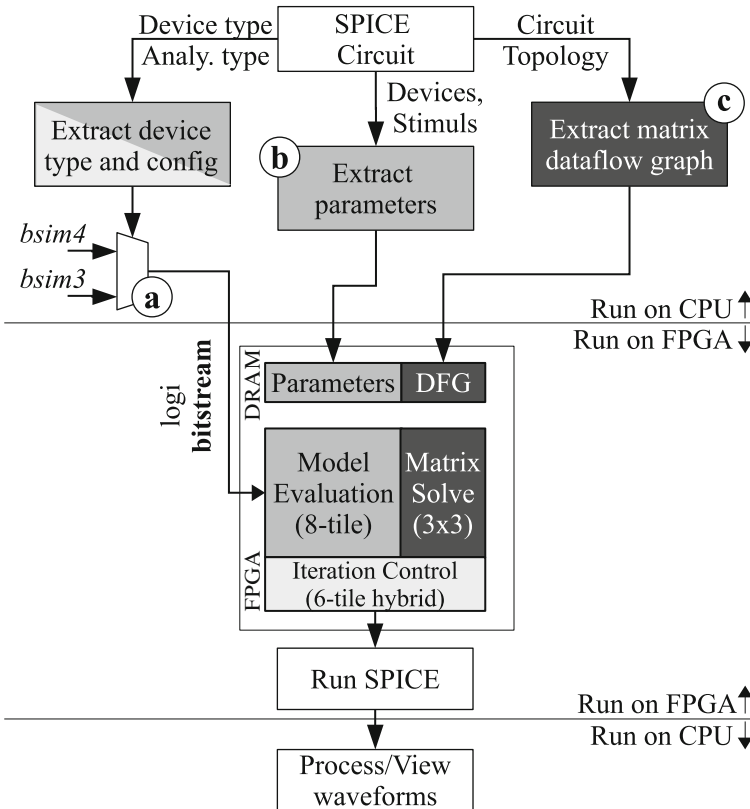 Device type
Analy. type
SPICE
Circuit
Circuit
Topology
Devices,
Stimuls
Extract device
type and config
b
Extract
parameters
c
Extract matrix
dataflow graph
bsim4
bsim3
a
Run on CPU
Run on FPGA
logi
bitstream
DRAM
Parameters
DFG
Model
Evaluation
(8-tile)
Matrix
Solve
(3x3)
FPGA
Iteration Control
(6-tile hybrid)
Run SPICE
Run on FPGA
Run on CPU
Process/View
waveforms